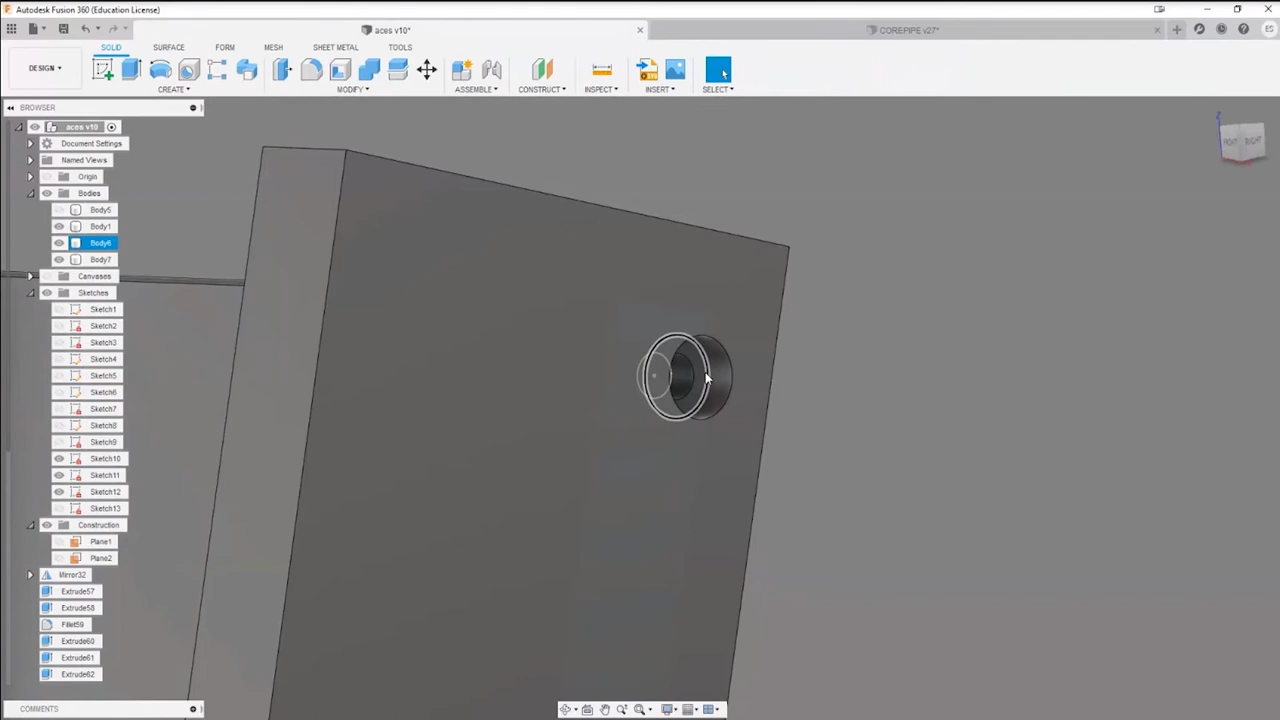 Autodesk Fusion 360 (Education License)
aces v10*
COREPIPE v27*
ES
SOLID
SURFACE
FORM
MESH
SHEET METAL
TOOLS
DESIGN
CREATE
MODIFY
ASSEMBLE
CONSTRUCT
INSPECT
INSERT
SELECT
BROWSER
aces v10
Document Settings
Named Views
Origin
Bodies
Body5
Body1
Body6
Body7
Canvases
Sketches
Sketch1
Sketch2
Sketch3
Sketch4
Sketch5
Sketch6
Sketch7
Sketch8
Sketch9
Sketch10
Sketch11
Sketch12
Sketch13
Construction
Plane1
Plane2
Mirror32
Extrude57
Extrude58
Fillet59
Extrude60
Extrude61
Extrude62
COMMENTS
Z
FRONT
RIGHT